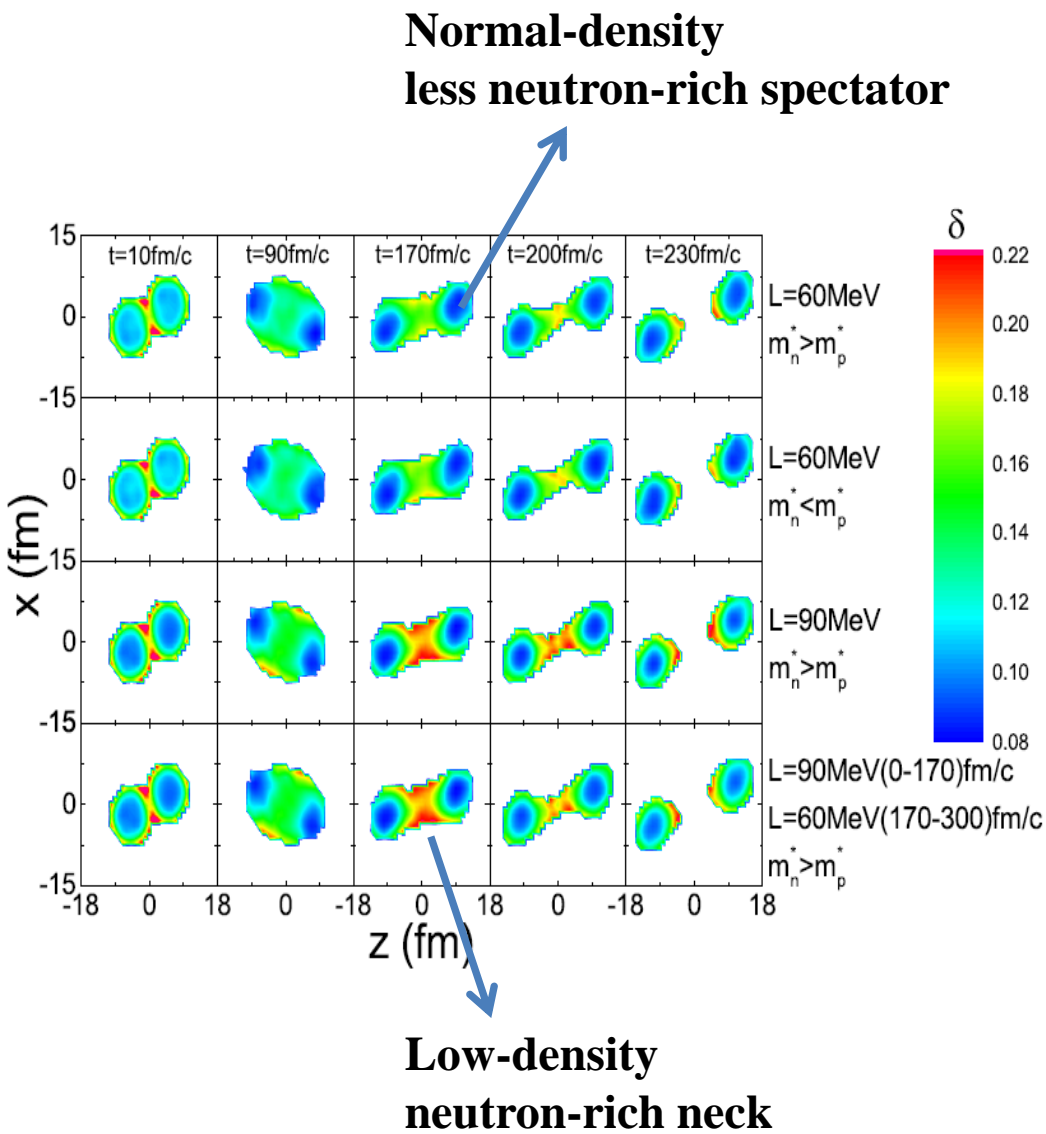 Normal-density
less neutron-rich spectator
δ
15
t=10fm/c t=90fm/c t=170fm/c t=200fm/c t=230fm/c
0.22
L=60MeV
m*n>m*p
0
0.20
0.18
-15
L=60MeV
m*n<m*p
0
0.16
0.14
x (fm)
15
L=90MeV
m*n>m*p
0
0.12
0.10
-15
0.08
L=90MeV(0-170)fm/c
0
L=60MeV(170-300)fm/c
m*n>m*p
-15
-18 0 18 0 -18 0 18 0 -18 0 18
z (fm)
Low-density
neutron-rich neck